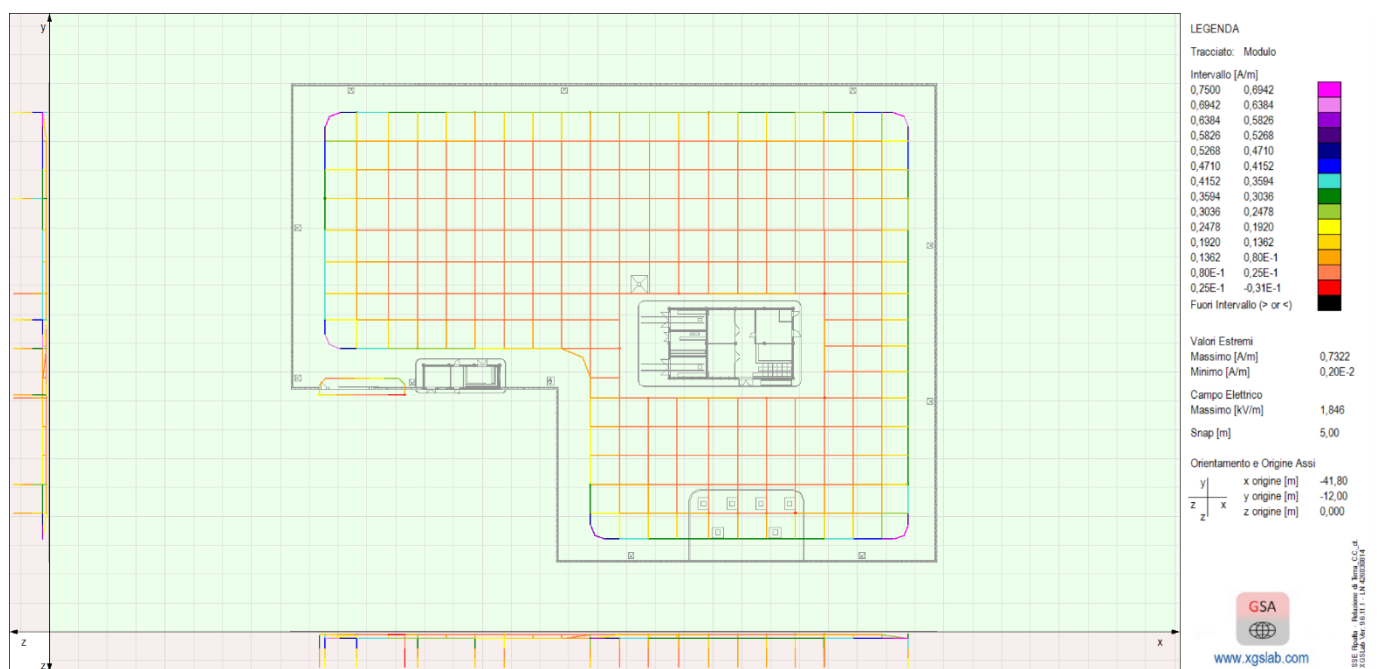 y
z
z
x
LEGENDA
Tracciato: Modulo
Intervallo [A/m]
0,7500 0,6942
0,6942 0,6384
0,6384 0,5826
0,5826 0,5268
0,5268 0,4710
0,4710 0,4152
0,4152 0,3594
0,3594 0,3036
0,3036 0,2478
0,2478 0,1920
0,1920 0,1362
0,1362 0,80E-1
0,80E-1 0,25E-1
0,25E-1 -0,31E-1
Fuori Intervallo (> or <)
Valori Estremi
Massimo [A/m] 0,7322
Minimo [A/m] 0,20E-2
Campo Elettrico
Massimo [kV/m] 1,846
Snap [m] 5,00
Orientamento e Origine Assi
y x origine [m] -41,80
z x y origine [m] -12,00
z z origine [m] 0,000
GSA
www.xgslab.com